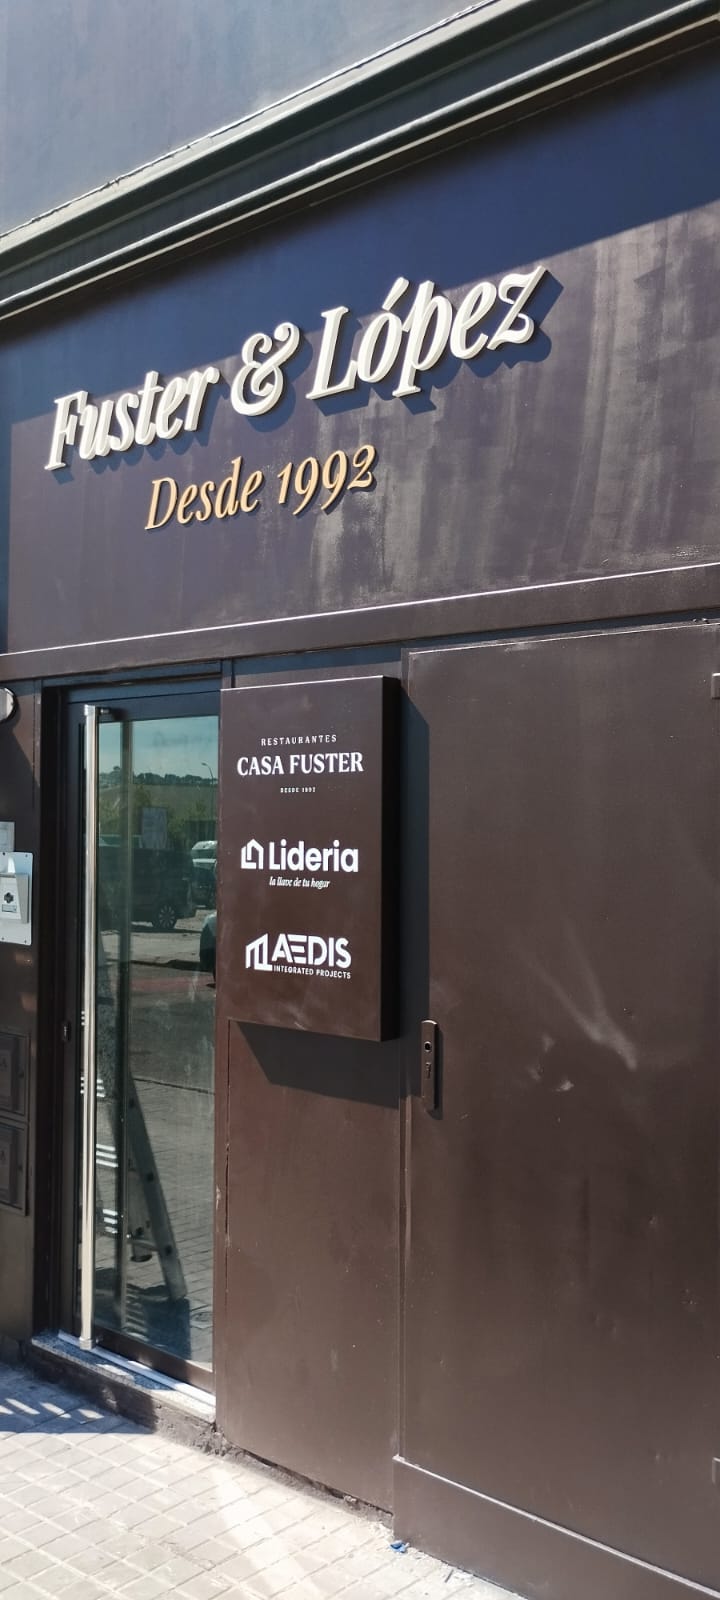 Fuster & López
Desde 1992
RESTAURANTES
CASA FUSTER
DESDE 1992
Lideria
la llave de tu hogar
AEDIS
INTEGRATED PROJECTS